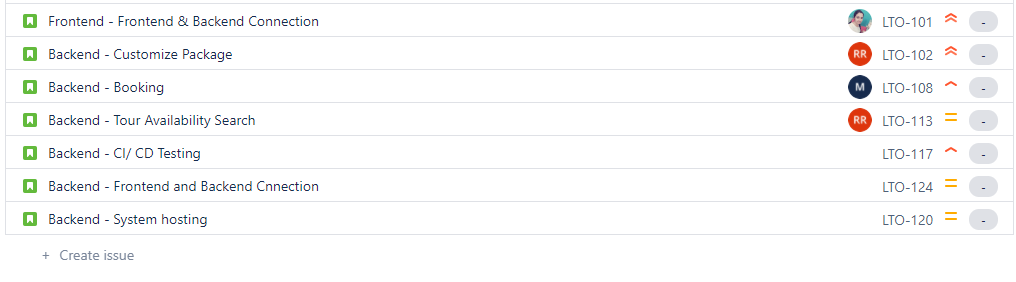 Frontend - Frontend & Backend Connection LTO-101 -
Backend - Customize Package RR LTO-102 -
Backend - Booking M LTO-108 -
Backend - Tour Availability Search RR LTO-113 -
Backend - CI/ CD Testing LTO-117 -
Backend - Frontend and Backend Cnnection LTO-124 -
Backend - System hosting LTO-120 -
+ Create issue